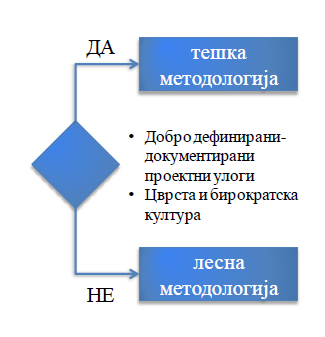 ДА
тешка
методологија
• Добро дефинирани-
документирани
проектни улоги
• Цврста и бирократска
култура
лесна
методологија
НЕ